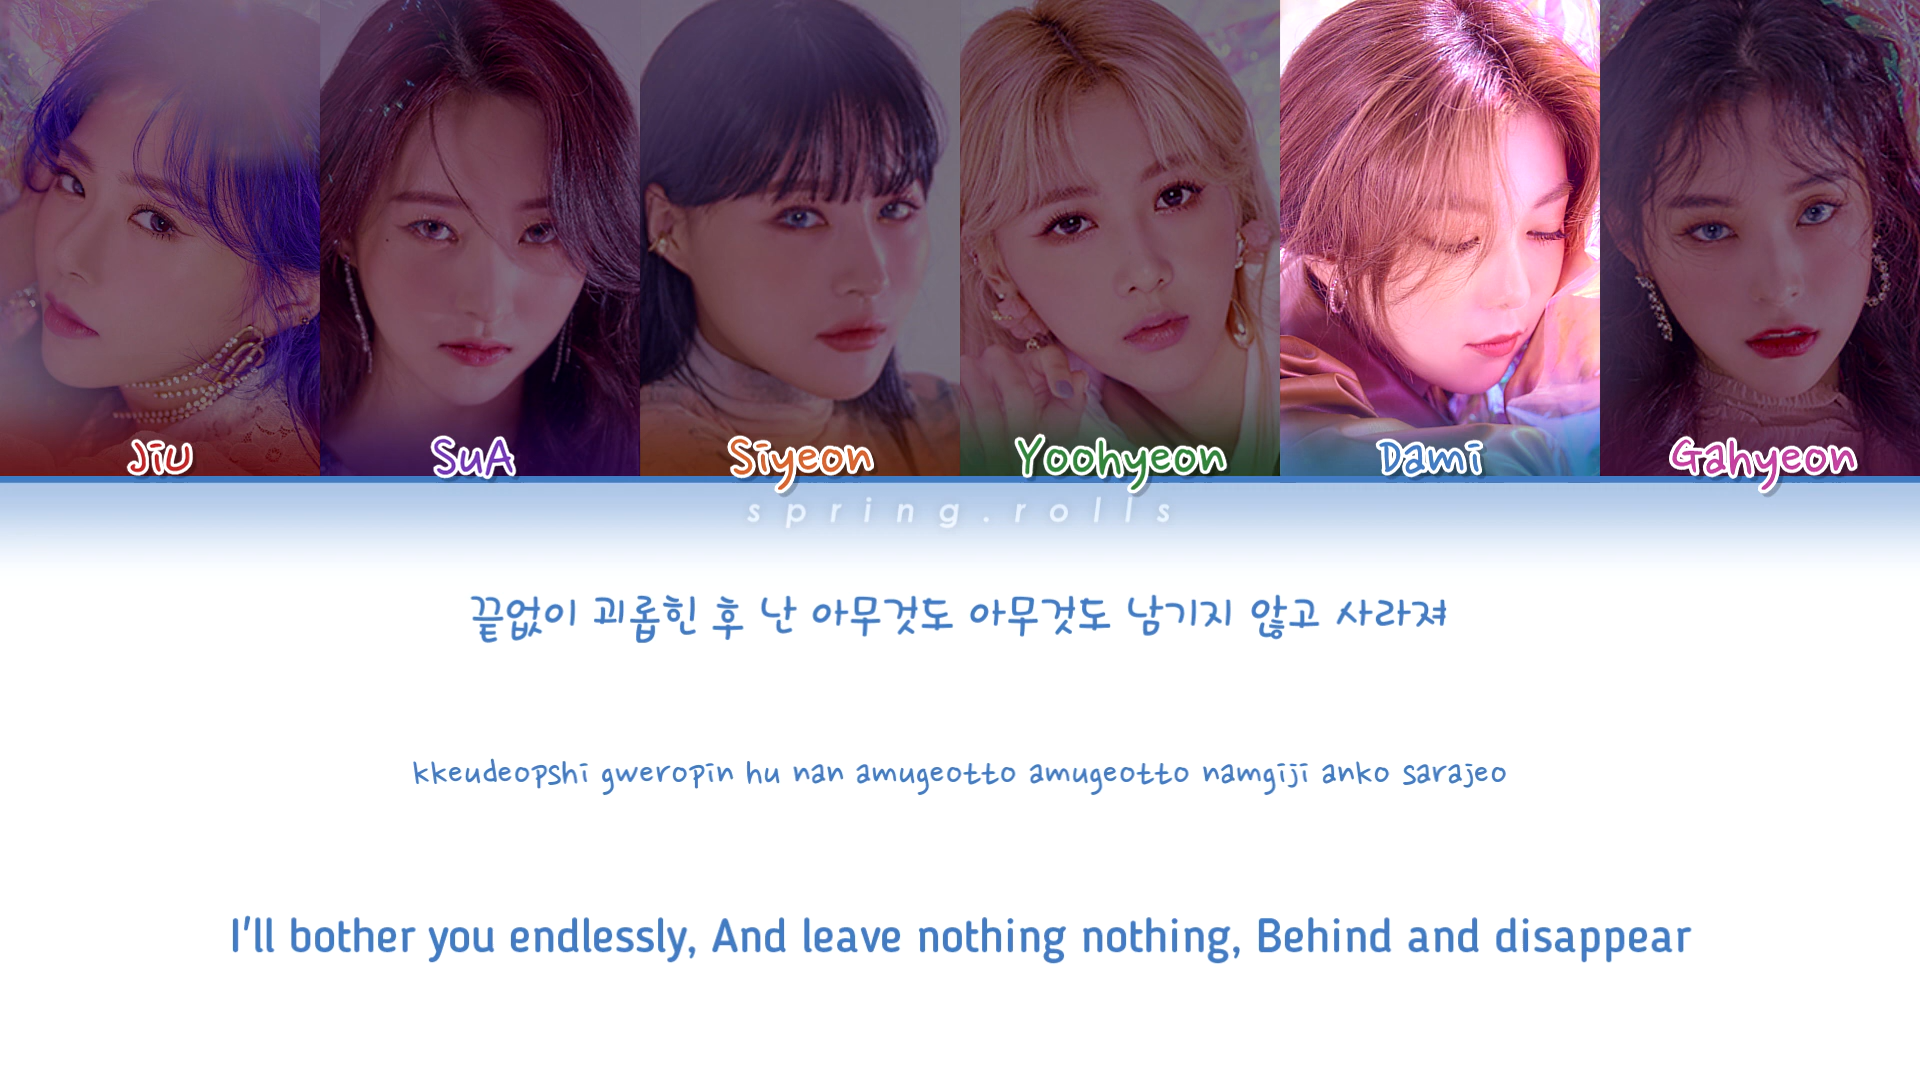 JiU SuA Siyeon Yoohyeon Dami Gahyeon
spring.rolls
끝없이 괴롭힌 후 난 아무것도 아무것도 남기지 않고 사라져
kkeudeopshi gweropin hu nan amugeotto amugeotto namgiji anko sarajeo
I'll bother you endlessly, And leave nothing nothing, Behind and disappear